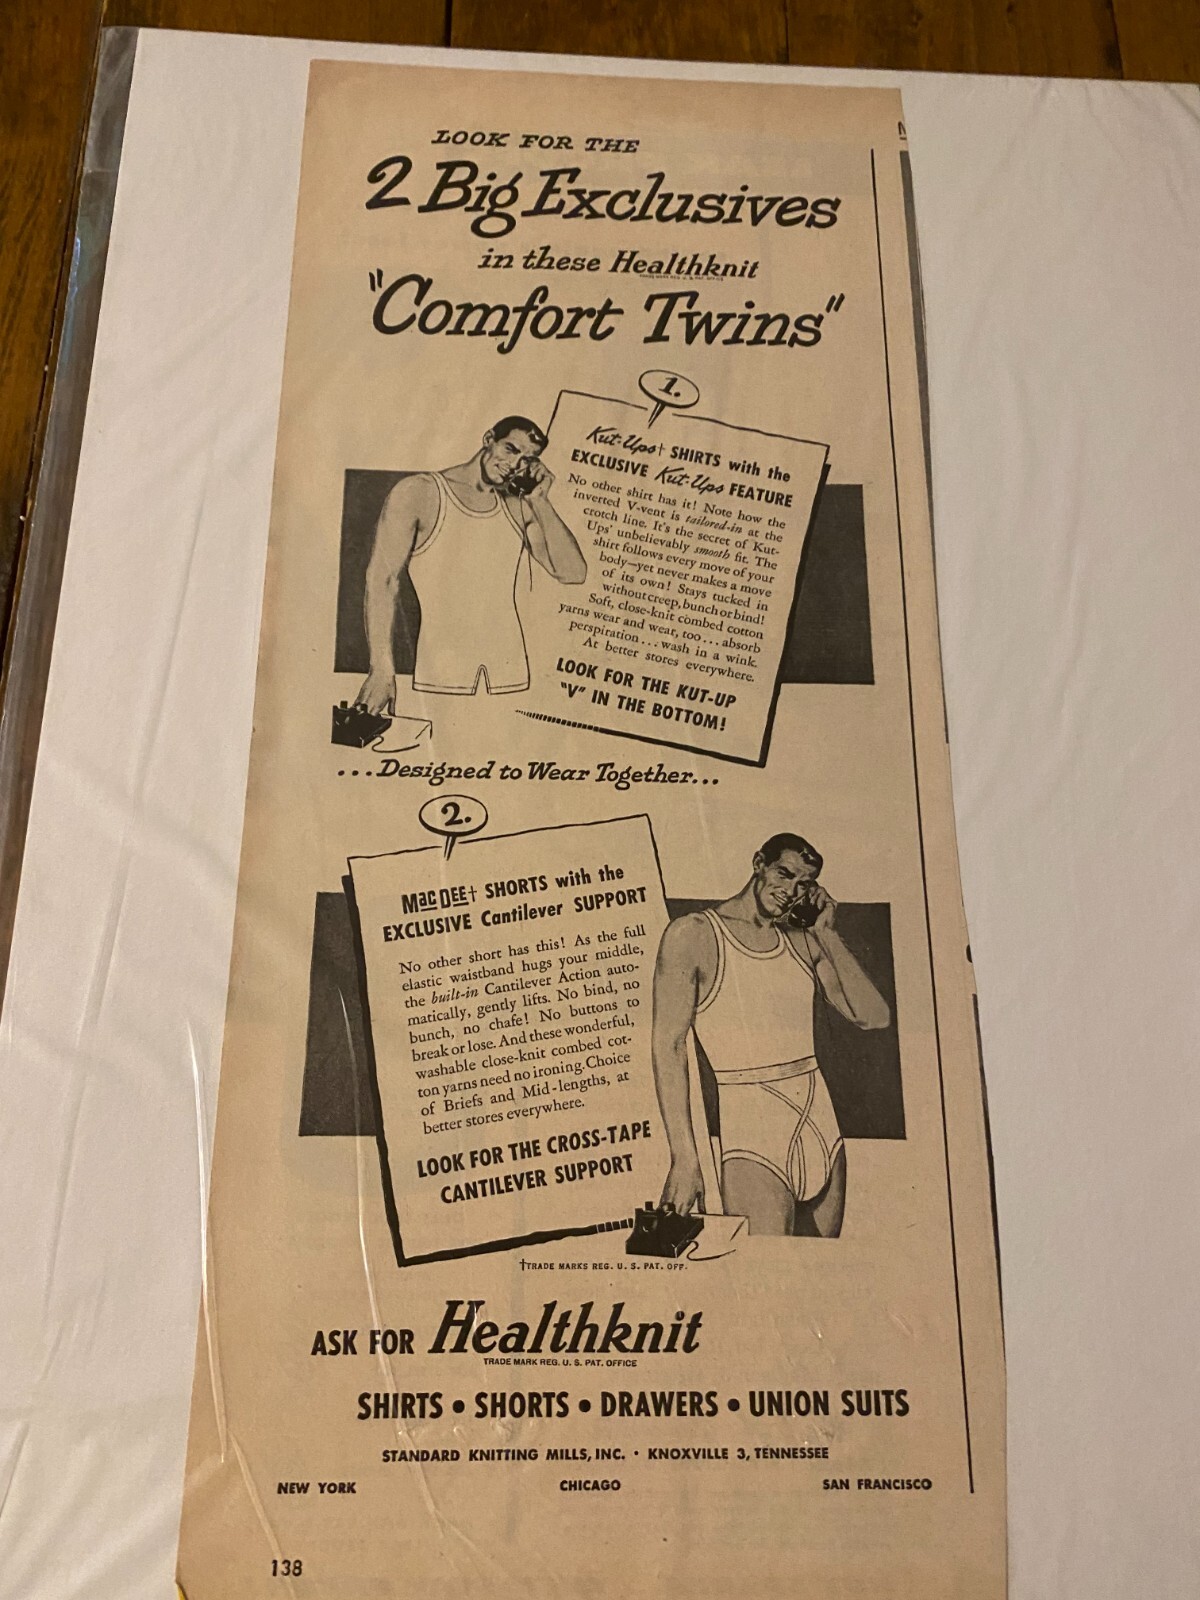 LOOK FOR THE
2 Big Exclusives
in these Healthknit
"Comfort Twins"
1.
Kut-Ups† SHIRTS with the
EXCLUSIVE Kut-Ups FEATURE
No other shirt has it! Note how the
inverted V-vent is tailored-in at the
crotch line. It's the secret of Kut-
Ups' unbelievably smooth fit. The
shirt follows every move of your
body—yet never makes a move
of its own! Stays tucked in
without creep, bunch or bind!
Soft, close-knit combed cotton
yarns wear and wear, too... absorb
perspiration... wash in a wink.
At better stores everywhere.
LOOK FOR THE KUT-UP
"V" IN THE BOTTOM!
...Designed to Wear Together...
2.
Mac Dee† SHORTS with the
EXCLUSIVE Cantilever SUPPORT
No other short has this! As the full
elastic waistband hugs your middle,
the built-in Cantilever Action auto-
matically, gently lifts. No bind, no
bunch, no chafe! No buttons to
break or lose. And these wonderful,
washable close-knit combed cot-
ton yarns need no ironing. Choice
of Briefs and Mid-lengths, at
better stores everywhere.
LOOK FOR THE CROSS-TAPE
CANTILEVER SUPPORT
†TRADE MARKS REG. U. S. PAT. OFF.
ASK FOR Healthknit
TRADE MARK REG. U. S. PAT. OFFICE
SHIRTS • SHORTS • DRAWERS • UNION SUITS
STANDARD KNITTING MILLS, INC. · KNOXVILLE 3, TENNESSEE
NEW YORK CHICAGO SAN FRANCISCO
138